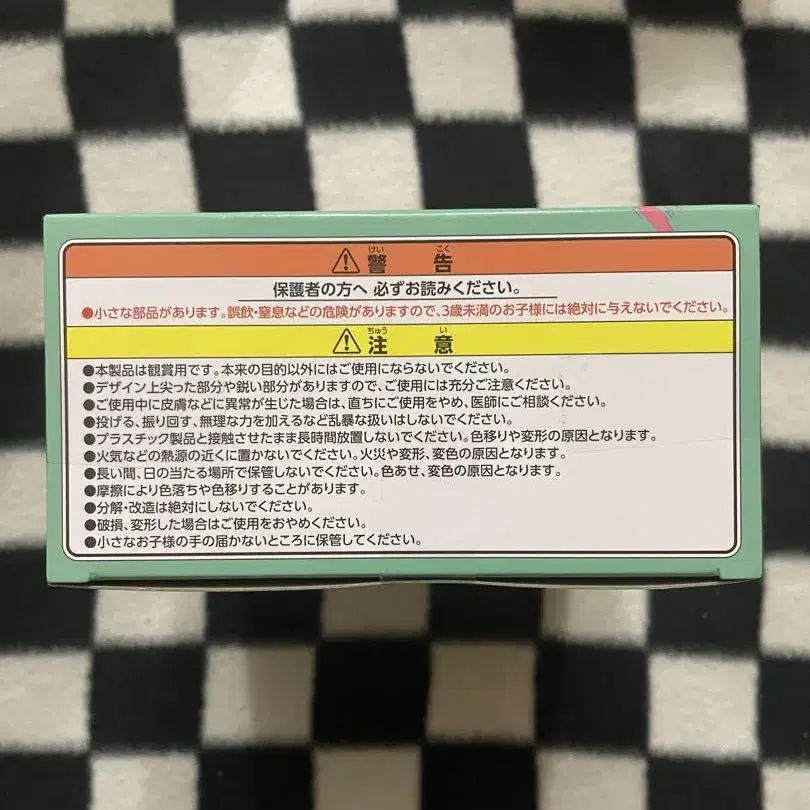 けい こく
⚠警 告
保護者の方へ 必ずお読みください。
●小さな部品があります。誤飲・窒息などの危険がありますので、3歳未満のお子様には絶対に与えないでください。
ちゅう い
⚠注 意
●本製品は観賞用です。本来の目的以外にはご使用にならないでください。
●デザイン上尖った部分や鋭い部分がありますので、ご使用には充分ご注意ください。
●ご使用中に皮膚などに異常が生じた場合は、直ちにご使用をやめ、医師にご相談ください。
●投げる、振り回す、無理な力を加えるなど乱暴な扱いはしないでください。
●プラスチック製品と接触させたまま長時間放置しないでください。色移りや変形の原因となります。
●火気などの熱源の近くに置かないでください。火災や変形、変色の原因となります。
●長い間、日の当たる場所で保管しないでください。色あせ、変色の原因となります。
●摩擦により色落ちや色移りすることがあります。
●分解・改造は絶対にしないでください。
●破損、変形した場合はご使用をおやめください。
●小さなお子様の手の届かないところに保管してください。